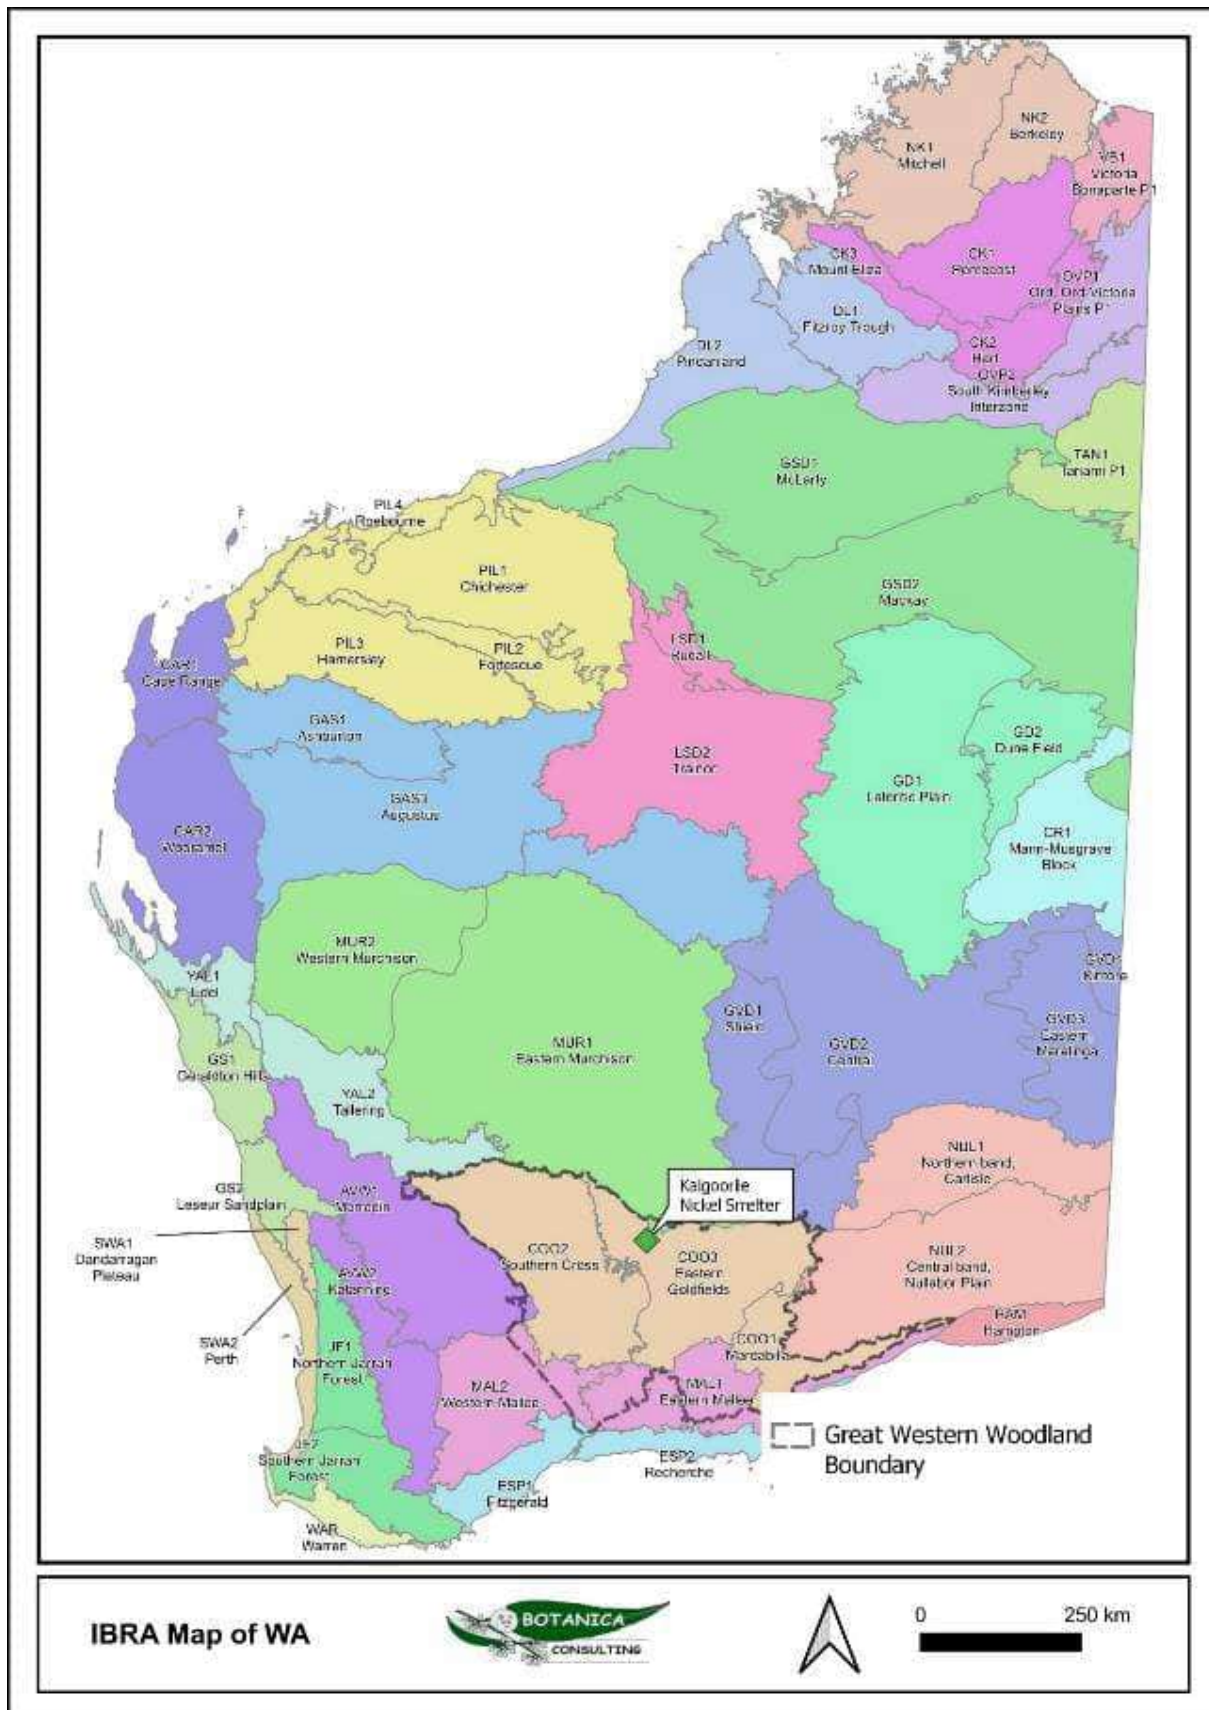 NK2
Berkeley
NK1
Mitchell
VB1
Victoria
Bonaparte P1
CK3
Mount Eliza
CK1
Pentecost
OVP1
Ord, Ord-Victoria
Plains P1
DL1
Fitzroy Trough
DL2
Pindanland
CK2
Hart
OVP2
South Kimberley
Interzone
TAN1
Tanami P1
GSD1
McLarty
PIL4
Roebourne
PIL1
Chichester
GSD2
Mackay
LSD1
Rudall
PIL3
Hamersley
PIL2
Fortescue
CAR1
Cape Range
GAS1
Ashburton
GD2
Dune Field
LSD2
Trainor
GD1
Lateritic Plain
GAS3
Augustus
CAR2
Wooramel
CR1
Mann-Musgrave
Block
MUR2
Western Murchison
YAL1
Edel
GVD1
Shield
GVD2
Central
GVD3
Eastern
Maralinga
Kintore
GS1
Geraldton Hills
MUR1
Eastern Murchison
YAL2
Tallering
NUL1
Northern band,
Carlisle
Kalgoorlie
Nickel Smelter
GS2
Leseur Sandplain
AVW1
Merredin
SWA1
Dandarragan
Plateau
COO2
Southern Cross
COO3
Eastern
Goldfields
NUL2
Central band,
Nullabor Plain
AVW2
Katanning
HAM
Hampton
SWA2
Perth
JF1
Northern Jarrah
Forest
COO1
Mardabilla
MAL2
Western Mallee
MAL1
Eastern Mallee
Great Western Woodland
Boundary
JF2
Southern Jarrah
Forest
ESP2
Recherche
ESP1
Fitzgerald
WAR
Warren
IBRA Map of WA
BOTANICA
CONSULTING
0 250 km